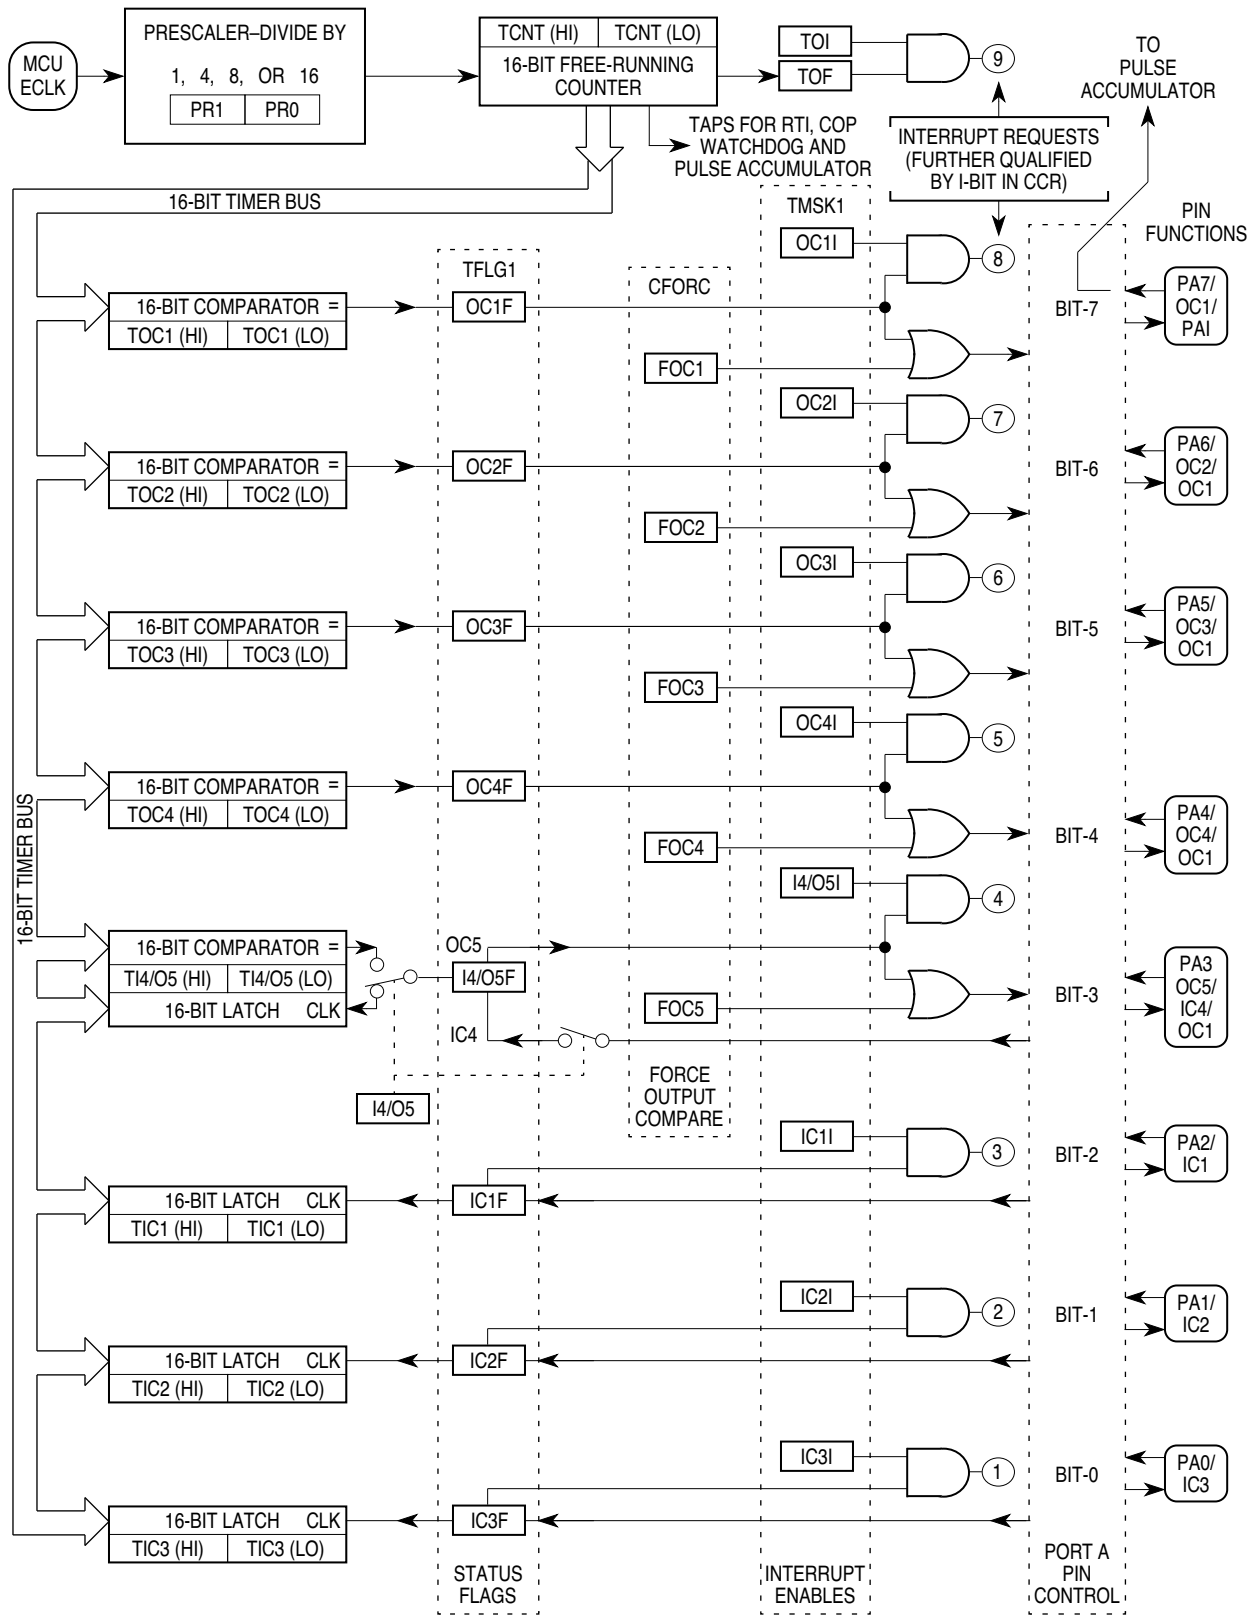 MCU
ECLK
PRESCALER–DIVIDE BY
1, 4, 8, OR 16
PR1 PR0
TCNT (HI) TCNT (LO)
16-BIT FREE-RUNNING
COUNTER
TOI
TOF
9
TO
PULSE
ACCUMULATOR
TAPS FOR RTI, COP
WATCHDOG AND
PULSE ACCUMULATOR
INTERRUPT REQUESTS
(FURTHER QUALIFIED
BY I-BIT IN CCR)
16-BIT TIMER BUS
16-BIT TIMER BUS
TFLG1
CFORC
TMSK1
PIN
FUNCTIONS
OC1I
8
16-BIT COMPARATOR =
TOC1 (HI) TOC1 (LO)
OC1F
FOC1
BIT-7
PA7/
OC1/
PAI
OC2I
7
16-BIT COMPARATOR =
TOC2 (HI) TOC2 (LO)
OC2F
FOC2
BIT-6
PA6/
OC2/
OC1
OC3I
6
16-BIT COMPARATOR =
TOC3 (HI) TOC3 (LO)
OC3F
FOC3
BIT-5
PA5/
OC3/
OC1
OC4I
5
16-BIT COMPARATOR =
TOC4 (HI) TOC4 (LO)
OC4F
FOC4
BIT-4
PA4/
OC4/
OC1
I4/O5I
4
16-BIT COMPARATOR =
TI4/O5 (HI) TI4/O5 (LO)
16-BIT LATCH CLK
OC5
I4/O5F
IC4
FOC5
BIT-3
PA3
OC5/
IC4/
OC1
I4/O5
FORCE
OUTPUT
COMPARE
IC1I
3
BIT-2
PA2/
IC1
16-BIT LATCH CLK
TIC1 (HI) TIC1 (LO)
IC1F
IC2I
2
BIT-1
PA1/
IC2
16-BIT LATCH CLK
TIC2 (HI) TIC2 (LO)
IC2F
IC3I
1
BIT-0
PA0/
IC3
16-BIT LATCH CLK
TIC3 (HI) TIC3 (LO)
IC3F
STATUS
FLAGS
INTERRUPT
ENABLES
PORT A
PIN
CONTROL